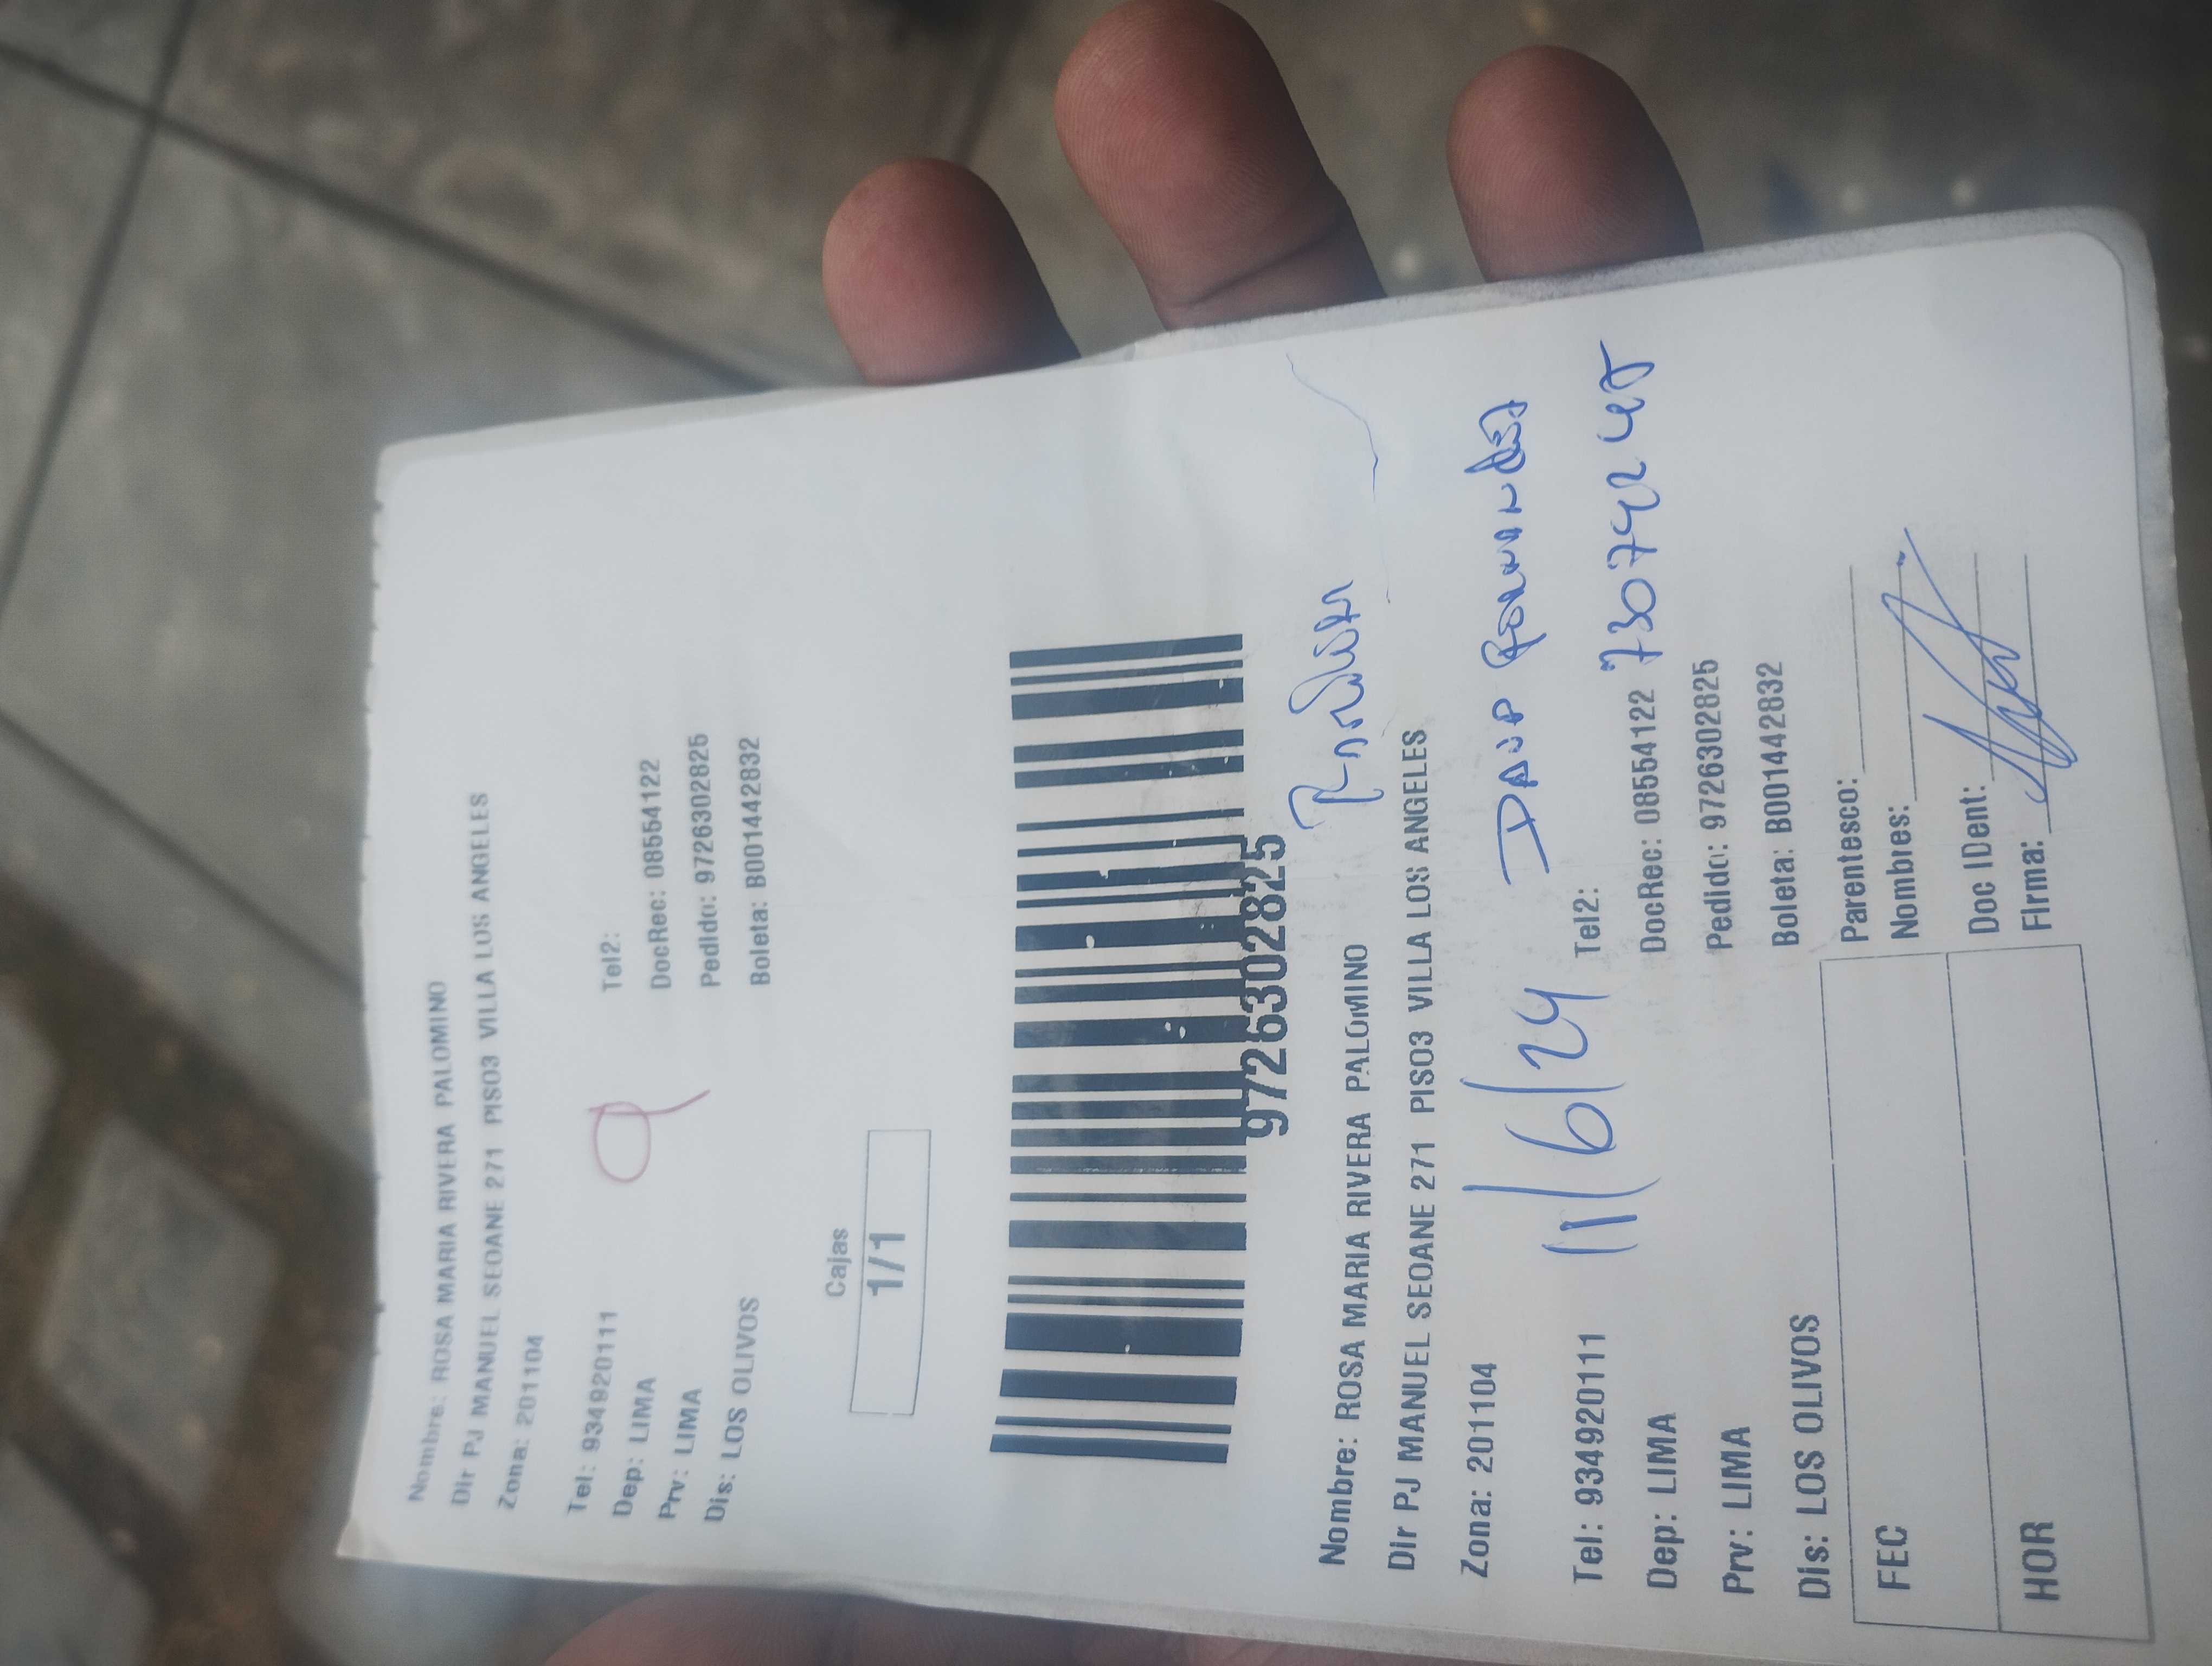 Nombre: ROSA MARIA RIVERA PALOMINO
Dir PJ MANUEL SEOANE 271 PISO3 VILLA LOS ANGELES
Zona: 201104
Tel: 934920111 Tel2:
Dep: LIMA DocRec: 08554122
Prv: LIMA Pedido: 9726302825
Dis: LOS OLIVOS Boleta: B001442832
Cajas
1/1
9726302825
Nombre: ROSA MARIA RIVERA PALOMINO
Dir PJ MANUEL SEOANE 271 PISO3 VILLA LOS ANGELES
Zona: 201104
11/6/24
Tel: 934920111 Tel2:
Dep: LIMA DocRec: 08554122
Prv: LIMA Pedido: 9726302825
Dis: LOS OLIVOS Boleta: B001442832
FEC Parentesco:
Nombres:
HOR Doc IDent:
Firma: